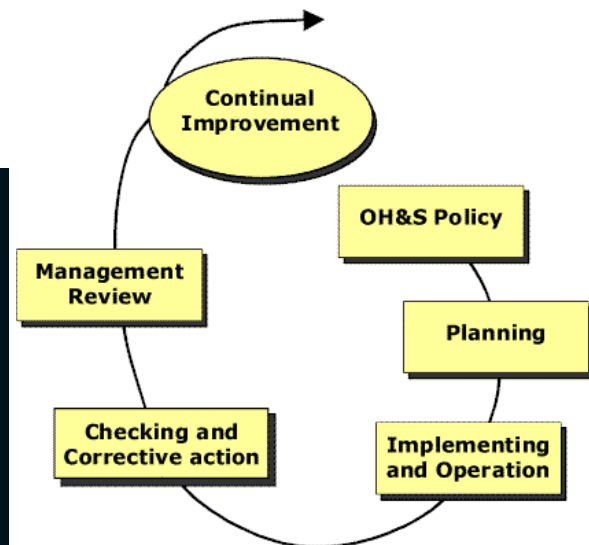 Continual
Improvement
OH&S Policy
Management
Review
Planning
Checking and
Corrective action
Implementing
and Operation